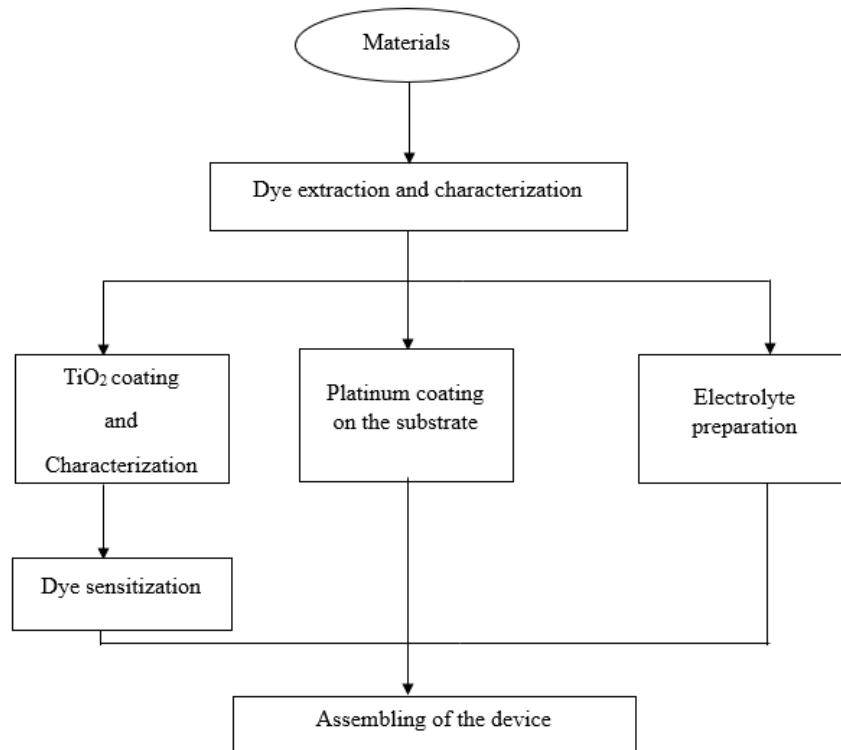 Materials
Dye extraction and characterization
TiO₂ coating
and
Characterization
Platinum coating
on the substrate
Electrolyte
preparation
Dye sensitization
Assembling of the device